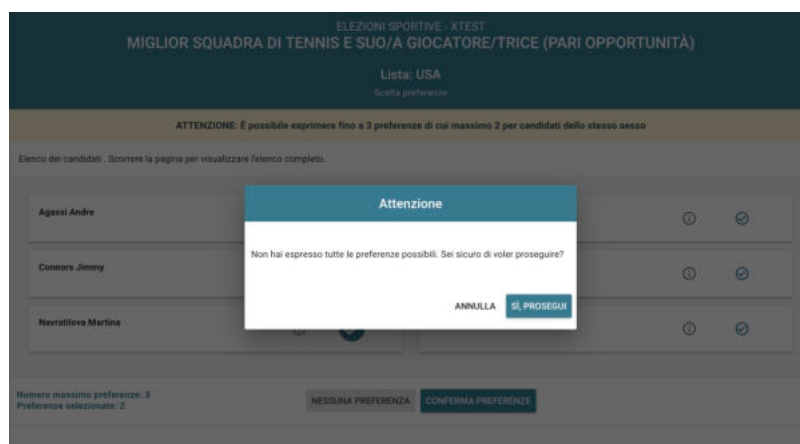 ELEZIONI SPORTIVE - XTEST
MIGLIOR SQUADRA DI TENNIS E SUO/A GIOCATORE/TRICE (PARI OPPORTUNITÀ)
Lista: USA
Scelta preferenze
ATTENZIONE: È possibile esprimere fino a 3 preferenze di cui massimo 2 per candidati dello stesso sesso
Elenco dei candidati . Scorrere la pagina per visualizzare l'elenco completo.
Agassi Andre
Connors Jimmy
Navratilova Martina
Attenzione
Non hai espresso tutte le preferenze possibili. Sei sicuro di voler proseguire?
ANNULLA
SÌ, PROSEGUI
Numero massimo preferenze: 3
Preferenze selezionate: 2
NESSUNA PREFERENZA
CONFERMA PREFERENZE